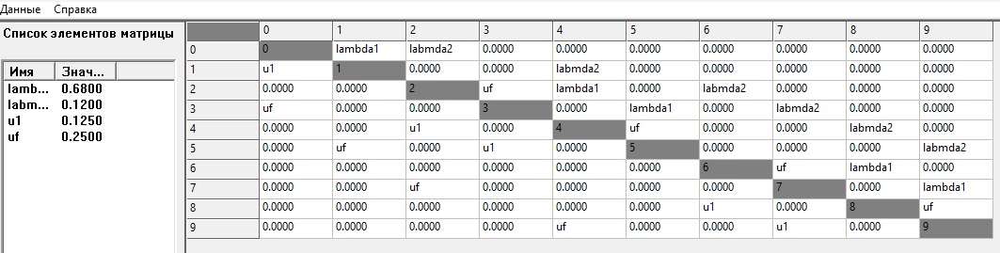 Данные Справка
Список элементов матрицы
Имя Знач...
lamb... 0.6800
labm... 0.1200
u1 0.1250
uf 0.2500
0 1 2 3 4 5 6 7 8 9
0 0 lambda1 labmda2 0.0000 0.0000 0.0000 0.0000 0.0000 0.0000 0.0000
1 u1 1 0.0000 0.0000 labmda2 0.0000 0.0000 0.0000 0.0000 0.0000
2 0.0000 0.0000 2 uf lambda1 0.0000 labmda2 0.0000 0.0000 0.0000
3 uf 0.0000 0.0000 3 0.0000 lambda1 0.0000 labmda2 0.0000 0.0000
4 0.0000 0.0000 u1 0.0000 4 uf 0.0000 0.0000 labmda2 0.0000
5 0.0000 uf 0.0000 u1 0.0000 5 0.0000 0.0000 0.0000 labmda2
6 0.0000 0.0000 0.0000 0.0000 0.0000 0.0000 6 uf lambda1 0.0000
7 0.0000 0.0000 uf 0.0000 0.0000 0.0000 0.0000 7 0.0000 lambda1
8 0.0000 0.0000 0.0000 0.0000 0.0000 0.0000 u1 0.0000 8 uf
9 0.0000 0.0000 0.0000 0.0000 uf 0.0000 0.0000 u1 0.0000 9